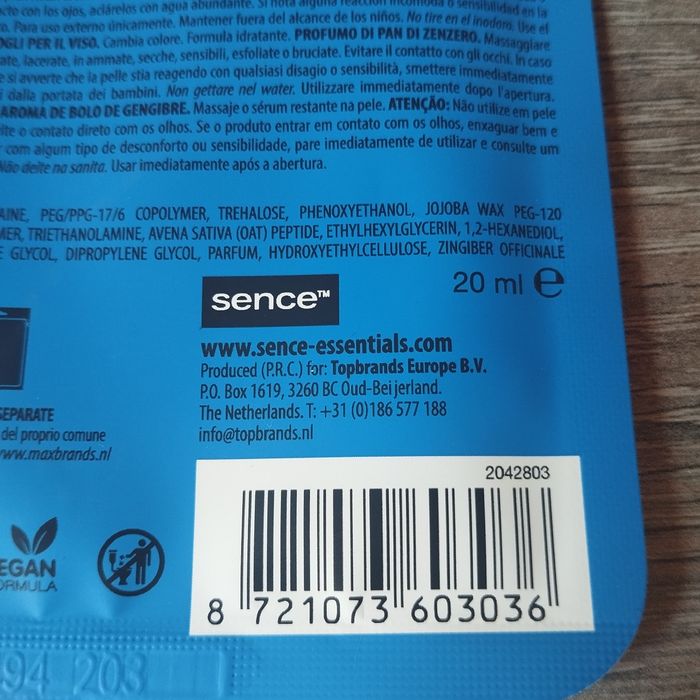 cto con los ojos, aclárelos con agua abundante. Si nota alguna reacción incómoda o sensibilidad en la
Para uso externo únicamente. Mantener fuera del alcance de los niños. No tire en el inodoro. Use el
OGLI PER IL VISO. Cambia colore. Formula idratante. PROFUMO DI PAN DI ZENZERO. Massaggiare
ate, lacerate, in ammate, secche, sensibili, esfoliate o bruciate. Evitare il contatto con gli occhi. In caso
e si avverte che la pelle stia reagendo con qualsiasi disagio o sensibilità, smettere immediatamente
i dalla portata dei bambini. Non gettare nel water. Utilizzare immediatamente dopo l'apertura.
AROMA DE BOLO DE GENGIBRE. Massaje o sérum restante na pele. ATENÇÃO: Não utilize em pele
ite o contato direto com os olhos. Se o produto entrar em contato com os olhos, enxaguar bem e
r com algum tipo de desconforto ou sensibilidade, pare imediatamente de utilizar e consulte um
Não deite na sanita. Usar imediatamente após a abertura.
AINE, PEG/PPG-17/6 COPOLYMER, TREHALOSE, PHENOXYETHANOL, JOJOBA WAX PEG-120
MER, TRIETHANOLAMINE, AVENA SATIVA (OAT) PEPTIDE, ETHYLHEXYLGLYCERIN, 1,2-HEXANEDIOL,
E GLYCOL, DIPROPYLENE GLYCOL, PARFUM, HYDROXYETHYLCELLULOSE, ZINGIBER OFFICINALE
sence™
20 ml e
www.sence-essentials.com
Produced (P.R.C.) for: Topbrands Europe B.V.
P.O. Box 1619, 3260 BC Oud-Beijerland.
The Netherlands. T: +31 (0)186 577 188
info@topbrands.nl
SEPARATE
del proprio comune
www.maxbrands.nl
EGAN
ORMULA
2042803
8 721073 603036
94 203